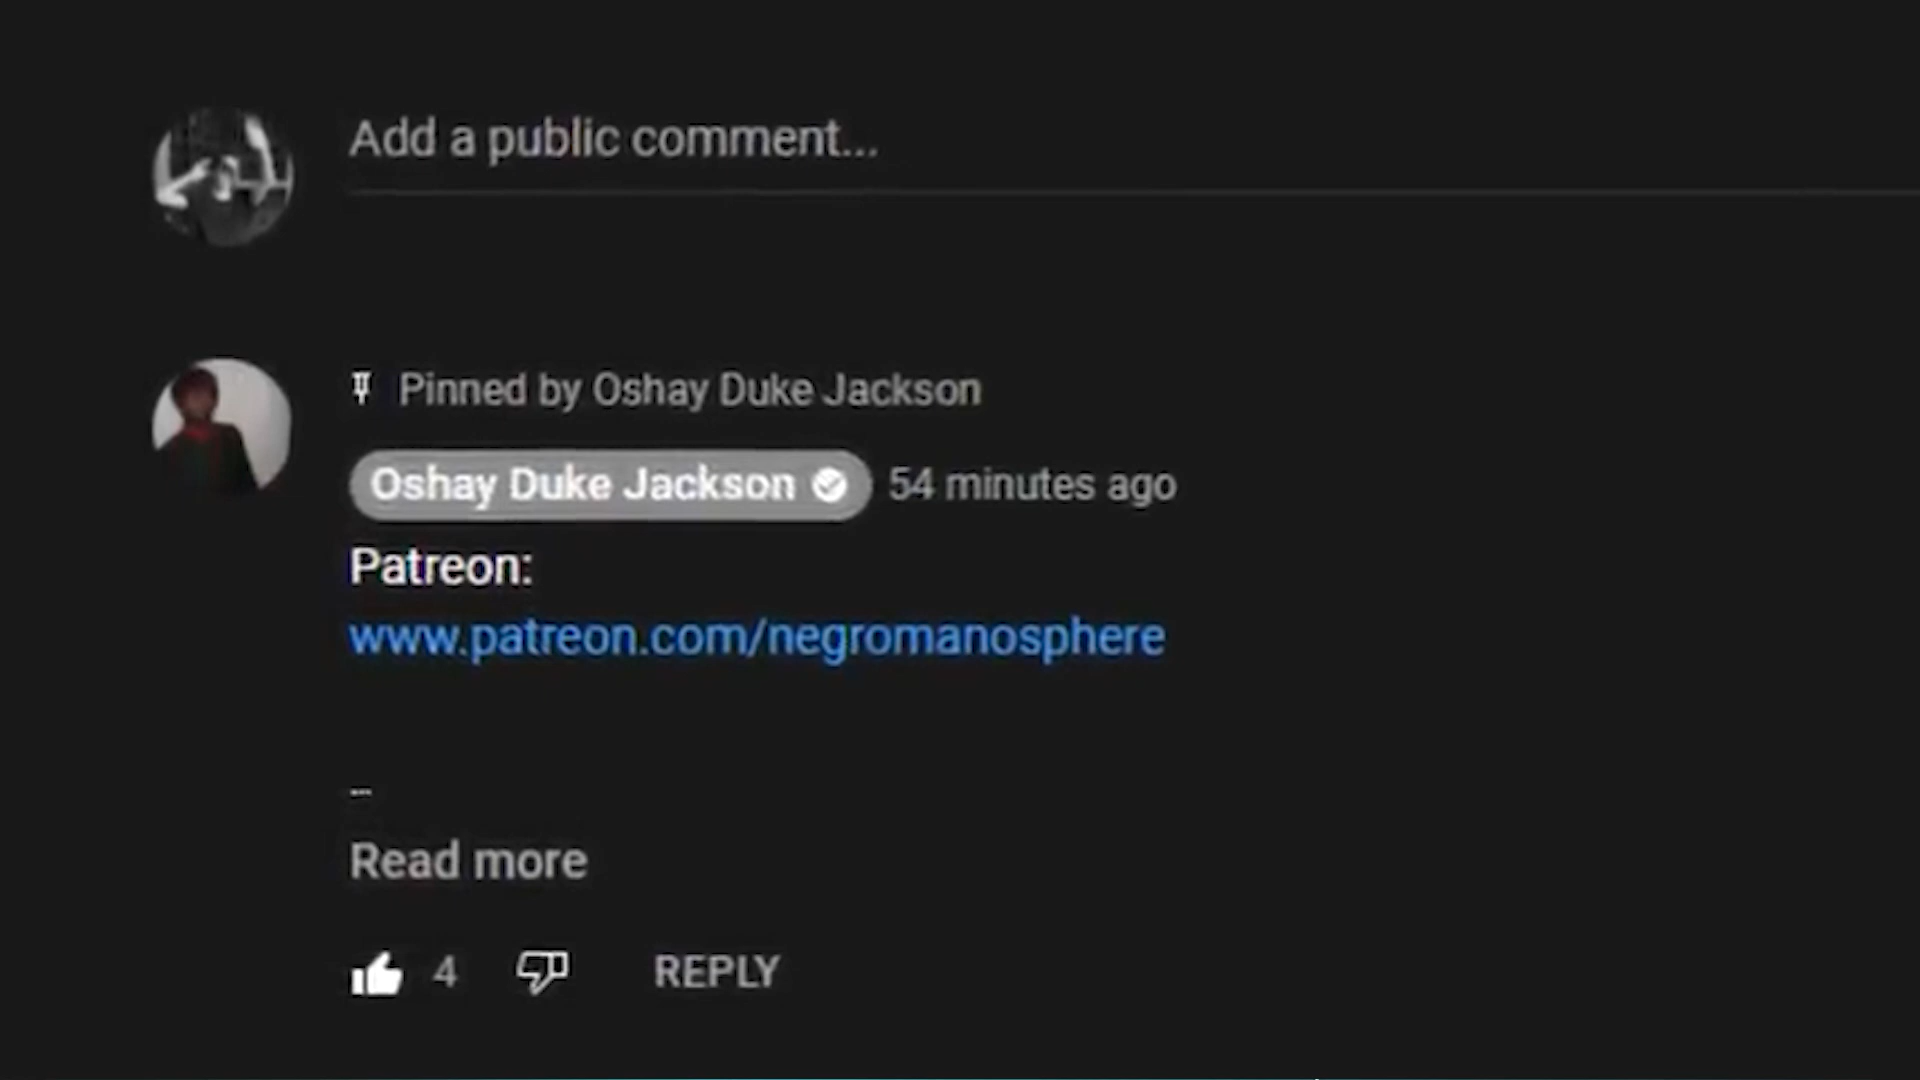 Add a public comment...
Pinned by Oshay Duke Jackson
Oshay Duke Jackson 54 minutes ago
Patreon:
www.patreon.com/negromanosphere
...
Read more
4 REPLY